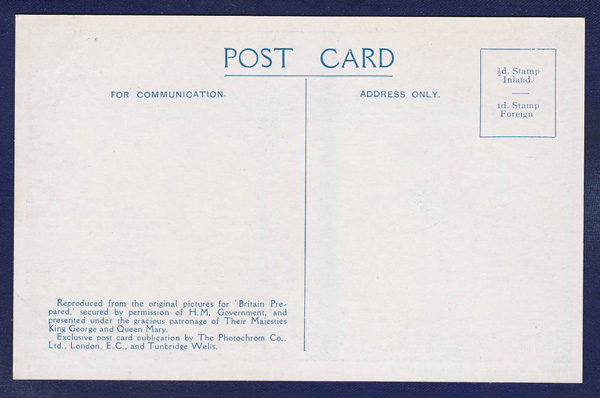 POST CARD
FOR COMMUNICATION.
ADDRESS ONLY.
½d. Stamp
Inland.
1d. Stamp
Foreign
Reproduced from the original pictures for 'Britain Pre-
pared,' secured by permission of H.M. Government, and
presented under the gracious patronage of Their Majesties
King George and Queen Mary.
Exclusive post card publication by The Photochrom Co.,
Ltd., London, E.C., and Tunbridge Wells.